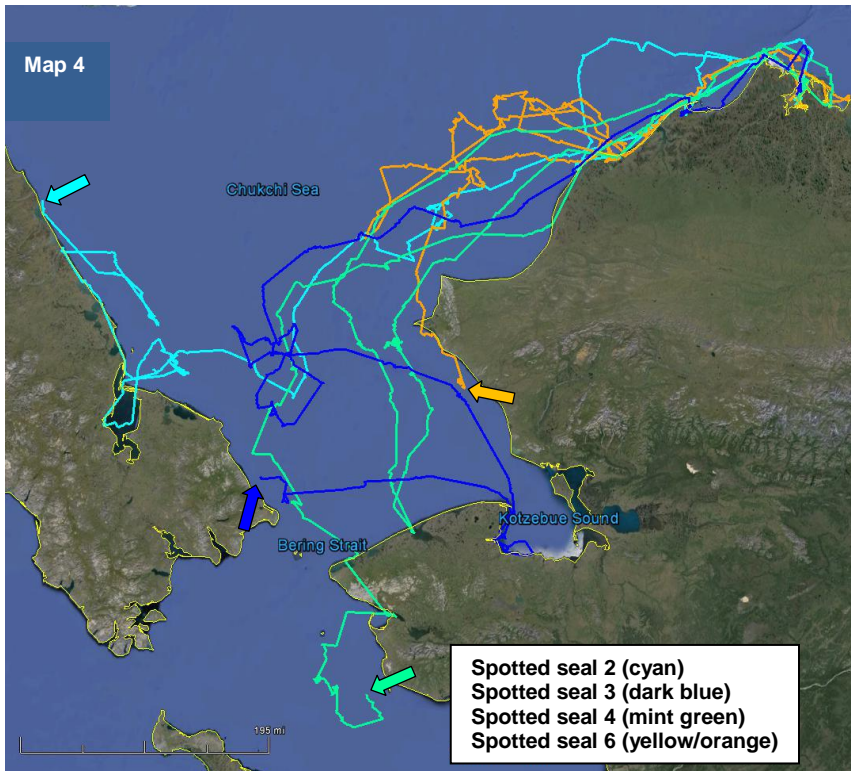 Map 4
Chukchi Sea
Kotzebue Sound
Bering Strait
195 mi
Spotted seal 2 (cyan)
Spotted seal 3 (dark blue)
Spotted seal 4 (mint green)
Spotted seal 6 (yellow/orange)